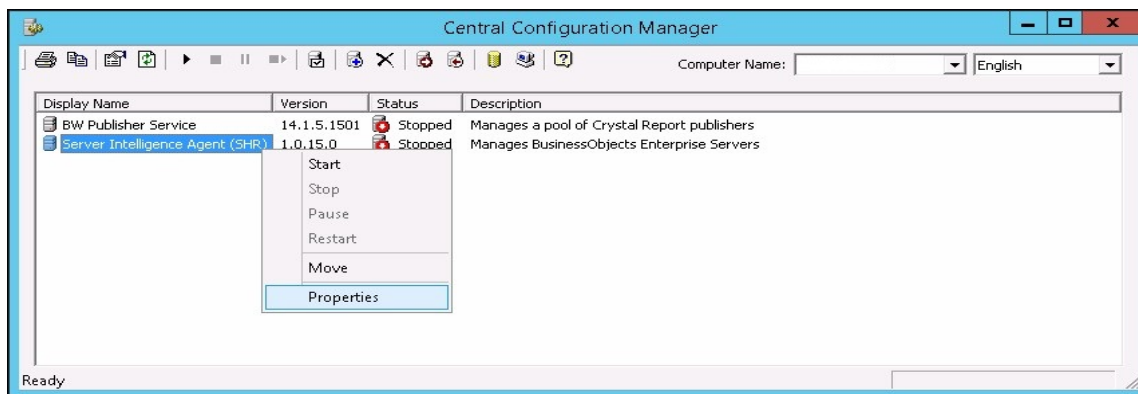 Central Configuration Manager
Computer Name:
English
Display Name Version Status Description
BW Publisher Service 14.1.5.1501 Stopped Manages a pool of Crystal Report publishers
Server Intelligence Agent (SHR) 1.0.15.0 Stopped Manages BusinessObjects Enterprise Servers
Start
Stop
Pause
Restart
Move
Properties
Ready